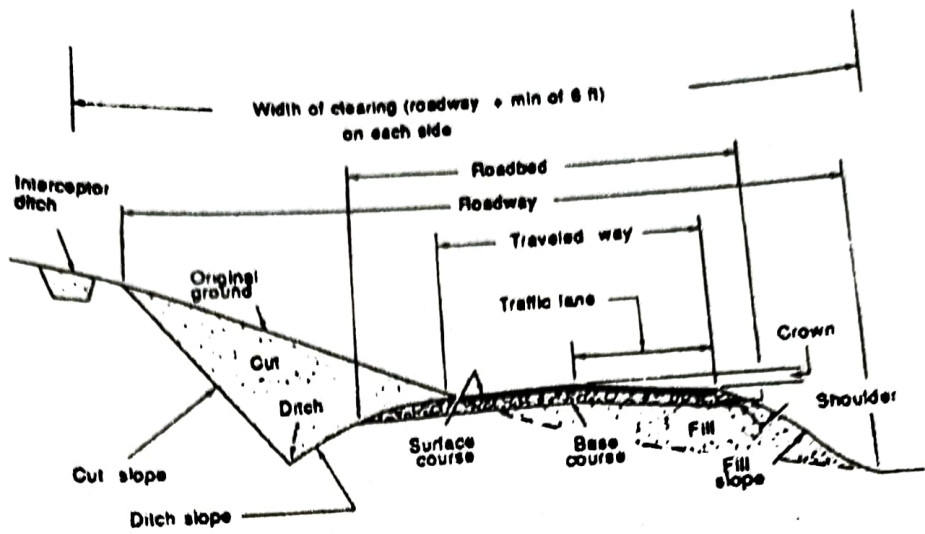 Width of clearing (roadway + min of 6 ft)
on each side
Roadbed
Interceptor
ditch
Roadway
Traveled way
Original
ground
Traffic lane
Crown
Cut
Ditch
Shoulder
Surface
course
Base
course
Fill
Cut slope
Fill
slope
Ditch slope